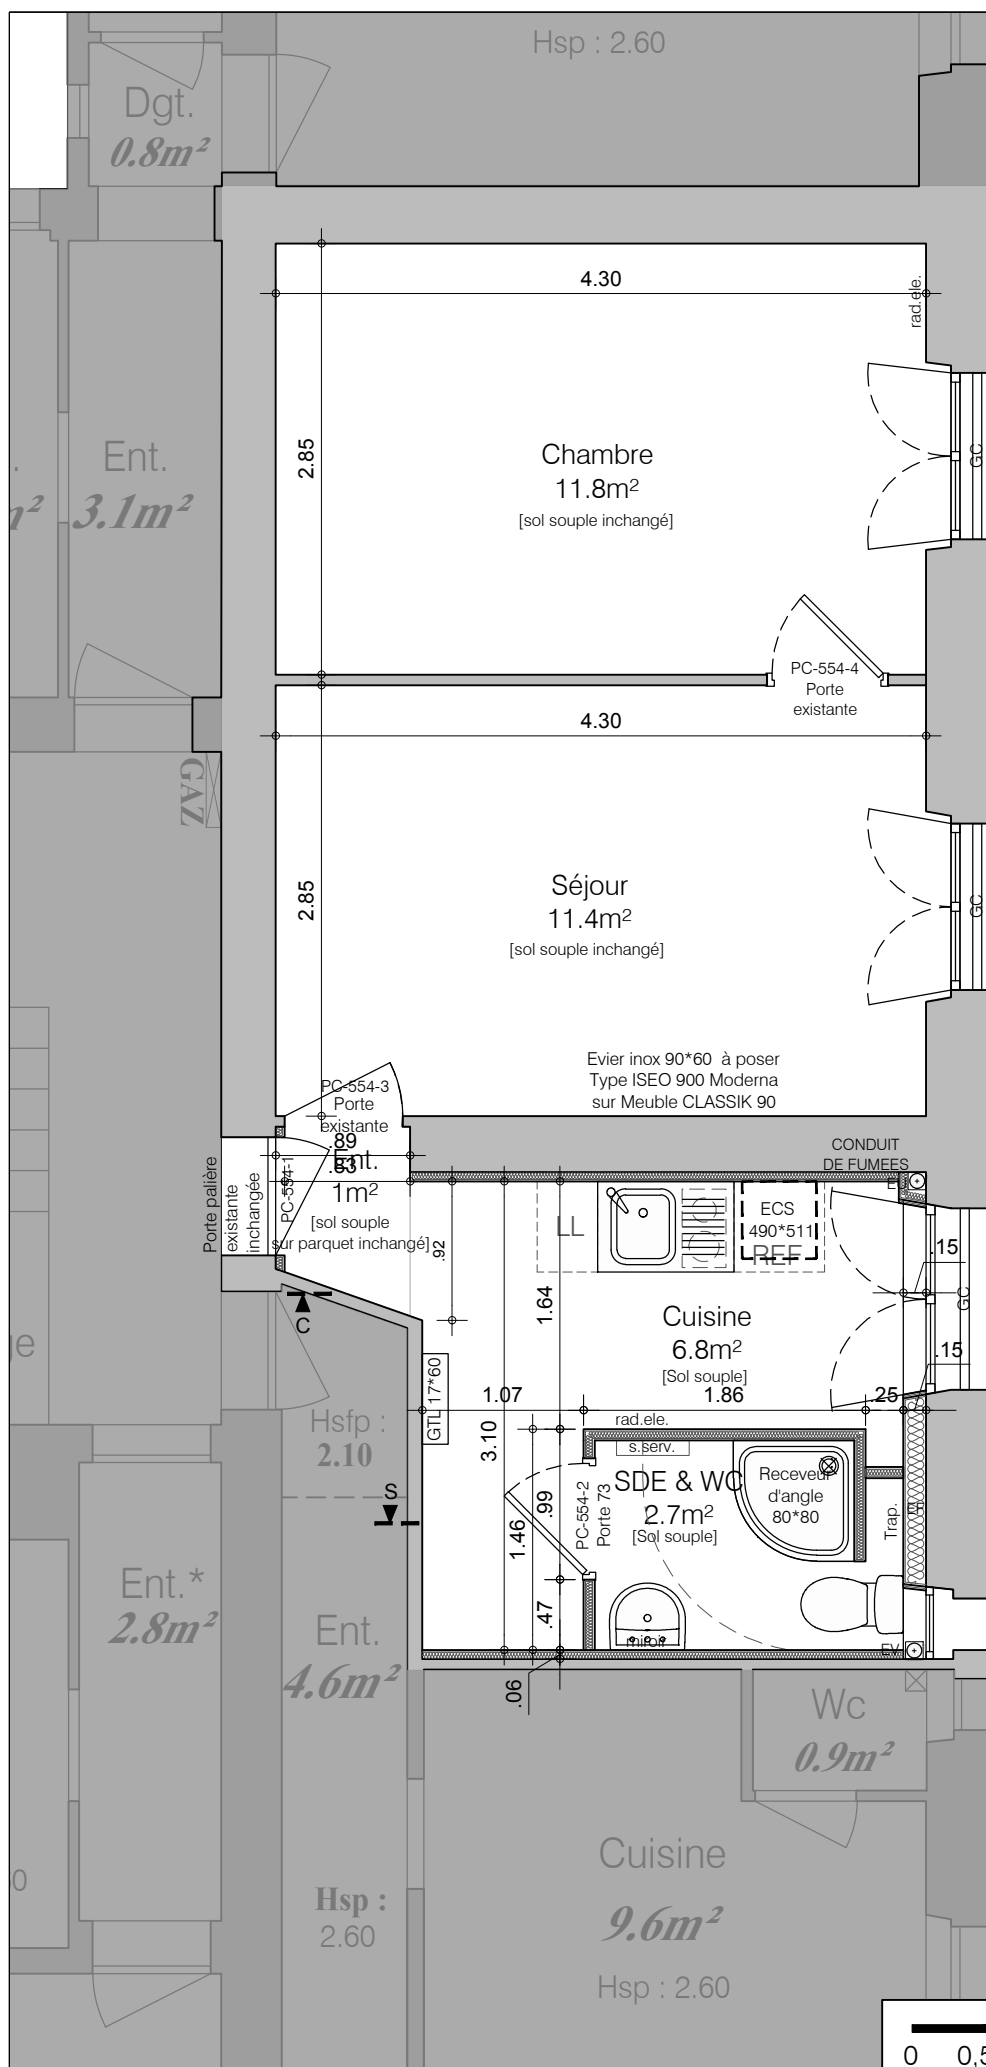 Hsp : 2.60
Dgt.
0.8m²
4.30
rad.ele.
2.85
Chambre
11.8m²
[sol souple inchangé]
GC
Ent.
3.1m²
m²
PC-554-4
Porte
existante
4.30
GAZ
2.85
Séjour
11.4m²
[sol souple inchangé]
GC
Evier inox 90*60 à poser
Type ISEO 900 Moderna
sur Meuble CLASSIK 90
PC-554-3
Porte
existante
.89
.83
Ent.
1m²
[sol souple
sur parquet inchangé]
PC-554-1
Porte palière
existante
inchangée
CONDUIT
DE FUMEES
LL
ECS
490*511
REF
.92
1.64
.15
GC
Cuisine
6.8m²
[Sol souple]
.15
C
GTL 17*60
1.07
1.86
.25
3.10
rad.ele.
s.serv.
Hsfp :
2.10
S
SDE & WC
2.7m²
[Sol souple]
Receveur
d'angle
80*80
PC-554-2
Porte 73
.99
1.46
.47
Trap.
miroir
EV
.06
Ent.*
2.8m²
Ent.
4.6m²
Wc
0.9m²
Cuisine
9.6m²
Hsp : 2.60
Hsp :
2.60
0 0,5